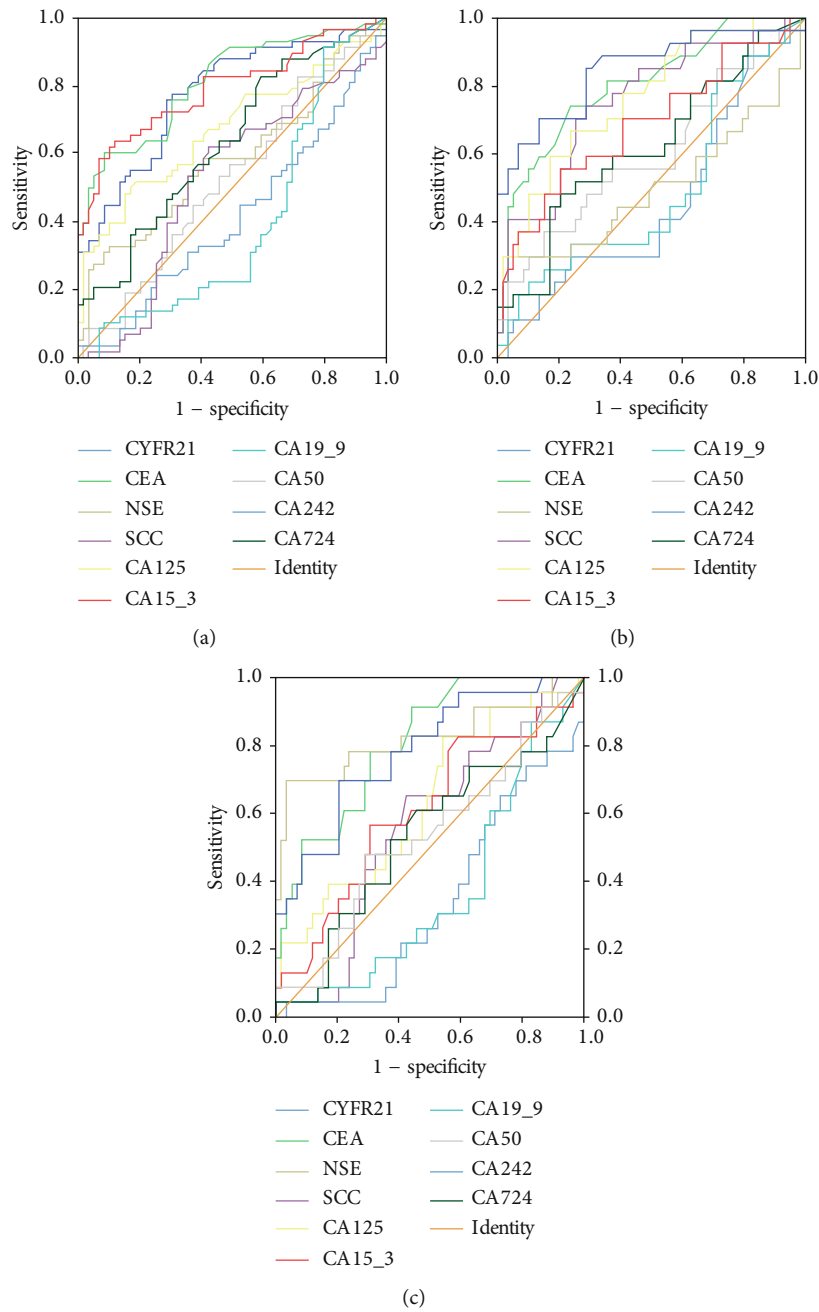 1.0
0.8
0.6
0.4
0.2
0.0
Sensitivity
0.0 0.2 0.4 0.6 0.8 1.0
1 − specificity
CYFR21 CA19_9
CEA CA50
NSE CA242
SCC CA724
CA125 Identity
CA15_3
(a)
1.0
0.8
0.6
0.4
0.2
0.0
Sensitivity
0.0 0.2 0.4 0.6 0.8 1.0
1 − specificity
CYFR21 CA19_9
CEA CA50
NSE CA242
SCC CA724
CA125 Identity
CA15_3
(b)
1.0 1.0
0.8 0.8
0.6 0.6
0.4 0.4
0.2 0.2
0.0 0.0
Sensitivity
0.0 0.2 0.4 0.6 0.8 1.0
1 − specificity
CYFR21 CA19_9
CEA CA50
NSE CA242
SCC CA724
CA125 Identity
CA15_3
(c)